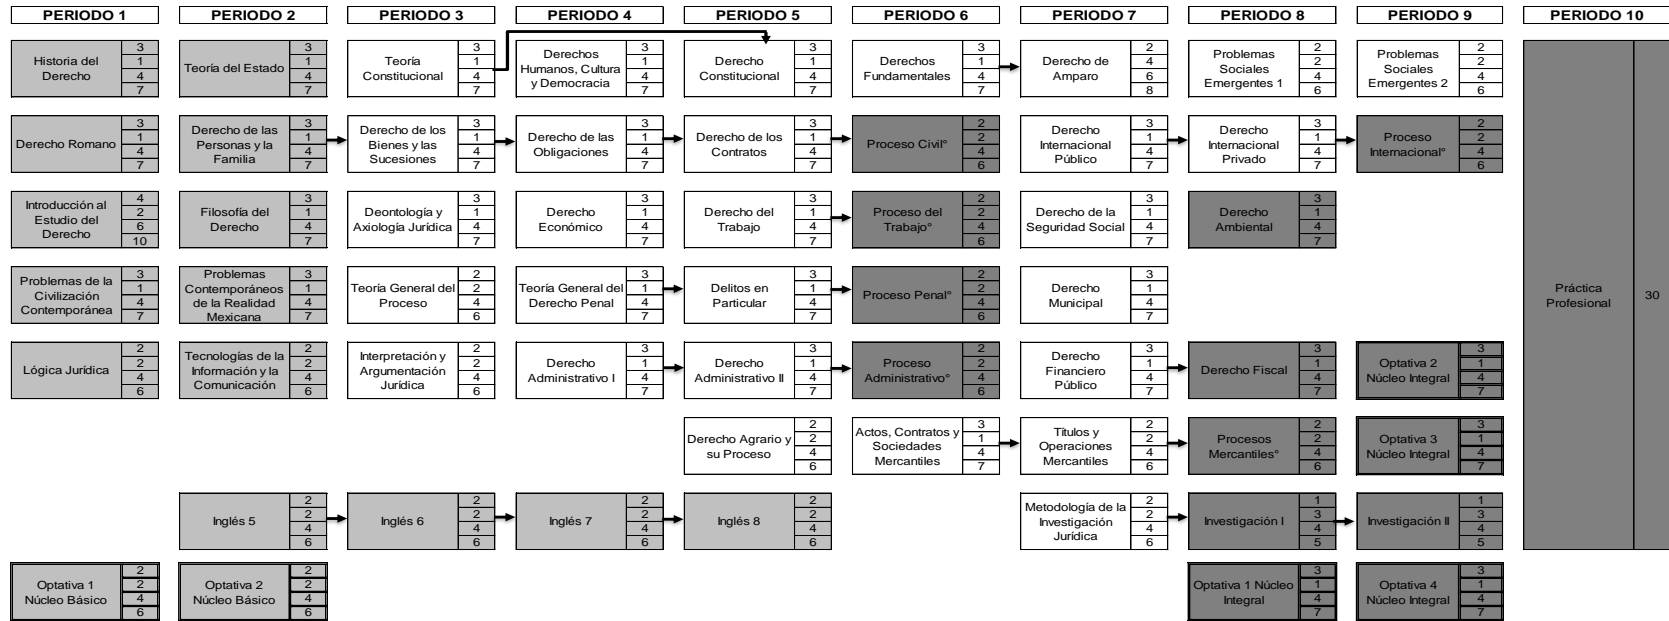 PERIODO 1
PERIODO 2
PERIODO 3
PERIODO 4
PERIODO 5
PERIODO 6
PERIODO 7
PERIODO 8
PERIODO 9
PERIODO 10
Historia del
Derecho
3
1
4
7
Teoría del Estado
3
1
4
7
Teoría
Constitucional
3
1
4
7
Derechos
Humanos, Cultura
y Democracia
3
1
4
7
Derecho
Constitucional
3
1
4
7
Derechos
Fundamentales
3
1
4
7
Derecho de
Amparo
2
4
6
8
Problemas
Sociales
Emergentes 1
2
2
4
6
Problemas
Sociales
Emergentes 2
2
2
4
6
Derecho Romano
3
1
4
7
Derecho de las
Personas y la
Familia
3
1
4
7
Derecho de los
Bienes y las
Sucesiones
3
1
4
7
Derecho de las
Obligaciones
3
1
4
7
Derecho de los
Contratos
3
1
4
7
Proceso Civil°
2
2
4
6
Derecho
Internacional
Público
3
1
4
7
Derecho
Internacional
Privado
3
1
4
7
Proceso
Internacional°
2
2
4
6
Introducción al
Estudio del
Derecho
4
2
6
10
Filosofía del
Derecho
3
1
4
7
Deontología y
Axiología Jurídica
3
1
4
7
Derecho
Económico
3
1
4
7
Derecho del
Trabajo
3
1
4
7
Proceso del
Trabajo°
2
2
4
6
Derecho de la
Seguridad Social
3
1
4
7
Derecho
Ambiental
3
1
4
7
Problemas de la
Civilización
Contemporánea
3
1
4
7
Problemas
Contemporáneos
de la Realidad
Mexicana
3
1
4
7
Teoría General del
Proceso
2
2
4
6
Teoría General del
Derecho Penal
3
1
4
7
Delitos en
Particular
3
1
4
7
Proceso Penal°
2
2
4
6
Derecho
Municipal
3
1
4
7
Práctica
Profesional
30
Lógica Jurídica
2
2
4
6
Tecnologías de la
Información y la
Comunicación
2
2
4
6
Interpretación y
Argumentación
Jurídica
2
2
4
6
Derecho
Administrativo I
3
1
4
7
Derecho
Administrativo II
3
1
4
7
Proceso
Administrativo°
2
2
4
6
Derecho
Financiero
Público
3
1
4
7
Derecho Fiscal
3
1
4
7
Optativa 2
Núcleo Integral
3
1
4
7
Derecho Agrario y
su Proceso
2
2
4
6
Actos, Contratos y
Sociedades
Mercantiles
3
1
4
7
Títulos y
Operaciones
Mercantiles
2
2
4
6
Procesos
Mercantiles°
2
2
4
6
Optativa 3
Núcleo Integral
3
1
4
7
Inglés 5
2
2
4
6
Inglés 6
2
2
4
6
Inglés 7
2
2
4
6
Inglés 8
2
2
4
6
Metodología de la
Investigación
Jurídica
2
2
4
6
Investigación I
1
3
4
5
Investigación II
1
3
4
5
Optativa 1
Núcleo Básico
2
2
4
6
Optativa 2
Núcleo Básico
2
2
4
6
Optativa 1 Núcleo
Integral
3
1
4
7
Optativa 4
Núcleo Integral
3
1
4
7